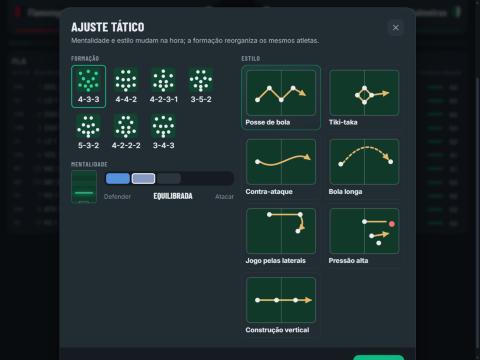 AJUSTE TÁTICO
Mentalidade e estilo mudam na hora; a formação reorganiza os mesmos atletas.
FORMAÇÃO
4-3-3
4-4-2
4-2-3-1
3-5-2
5-3-2
4-2-2-2
3-4-3
MENTALIDADE
Defender
EQUILIBRADA
Atacar
ESTILO
Posse de bola
Tiki-taka
Contra-ataque
Bola longa
Jogo pelas laterais
Pressão alta
Construção vertical